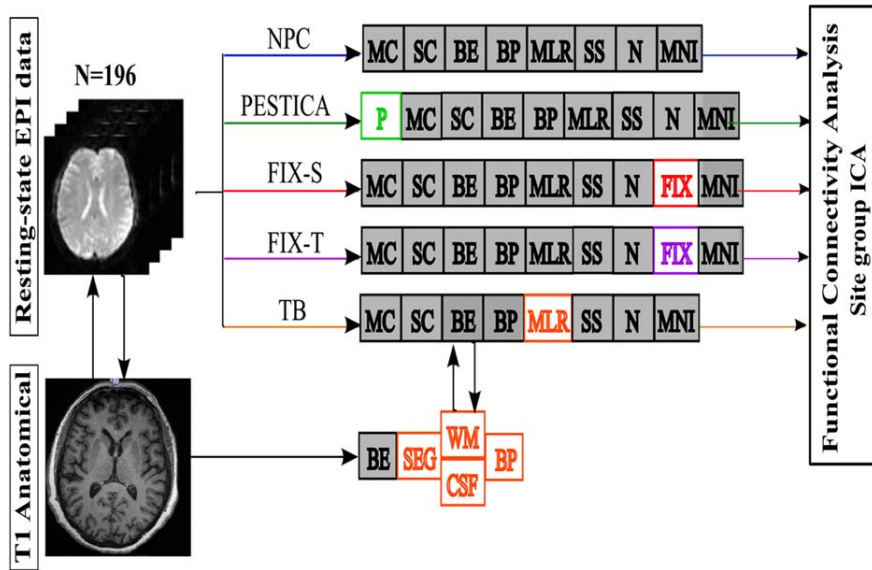 Resting-state EPI data
N=196
NPC
MC SC BE BP MLR SS N MNI
PESTICA
P MC SC BE BP MLR SS N MNI
FIX-S
MC SC BE BP MLR SS N FIX MNI
FIX-T
MC SC BE BP MLR SS N FIX MNI
TB
MC SC BE BP MLR SS N MNI
T1 Anatomical
BE SEG WM BP
CSF
Functional Connectivity Analysis
Site group ICA